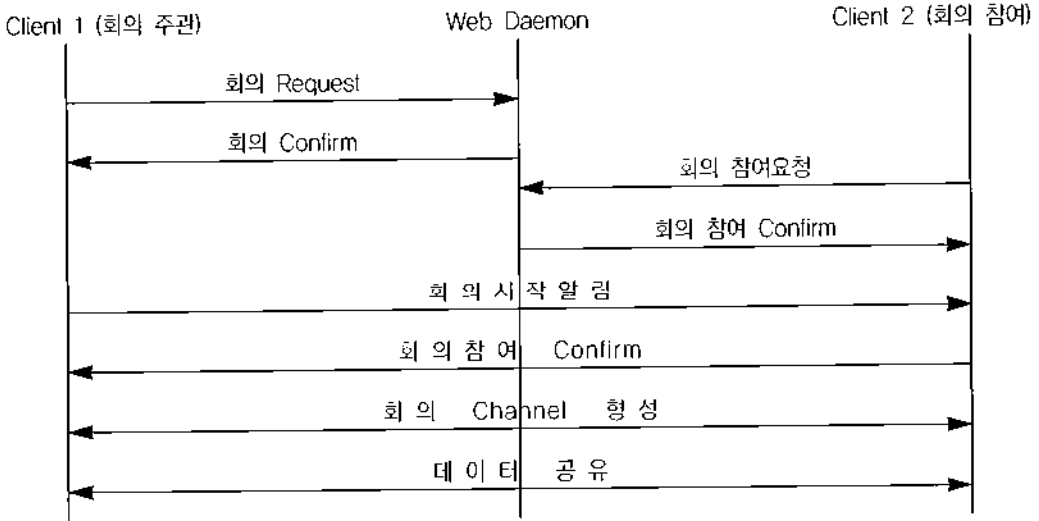 Client 1 (회의 주관)
Web Daemon
Client 2 (회의 참여)
회의 Request
회의 Confirm
회의 참여요청
회의 참여 Confirm
회의시작알림
회의참여 Confirm
회의 Channel 형성
데이터 공유